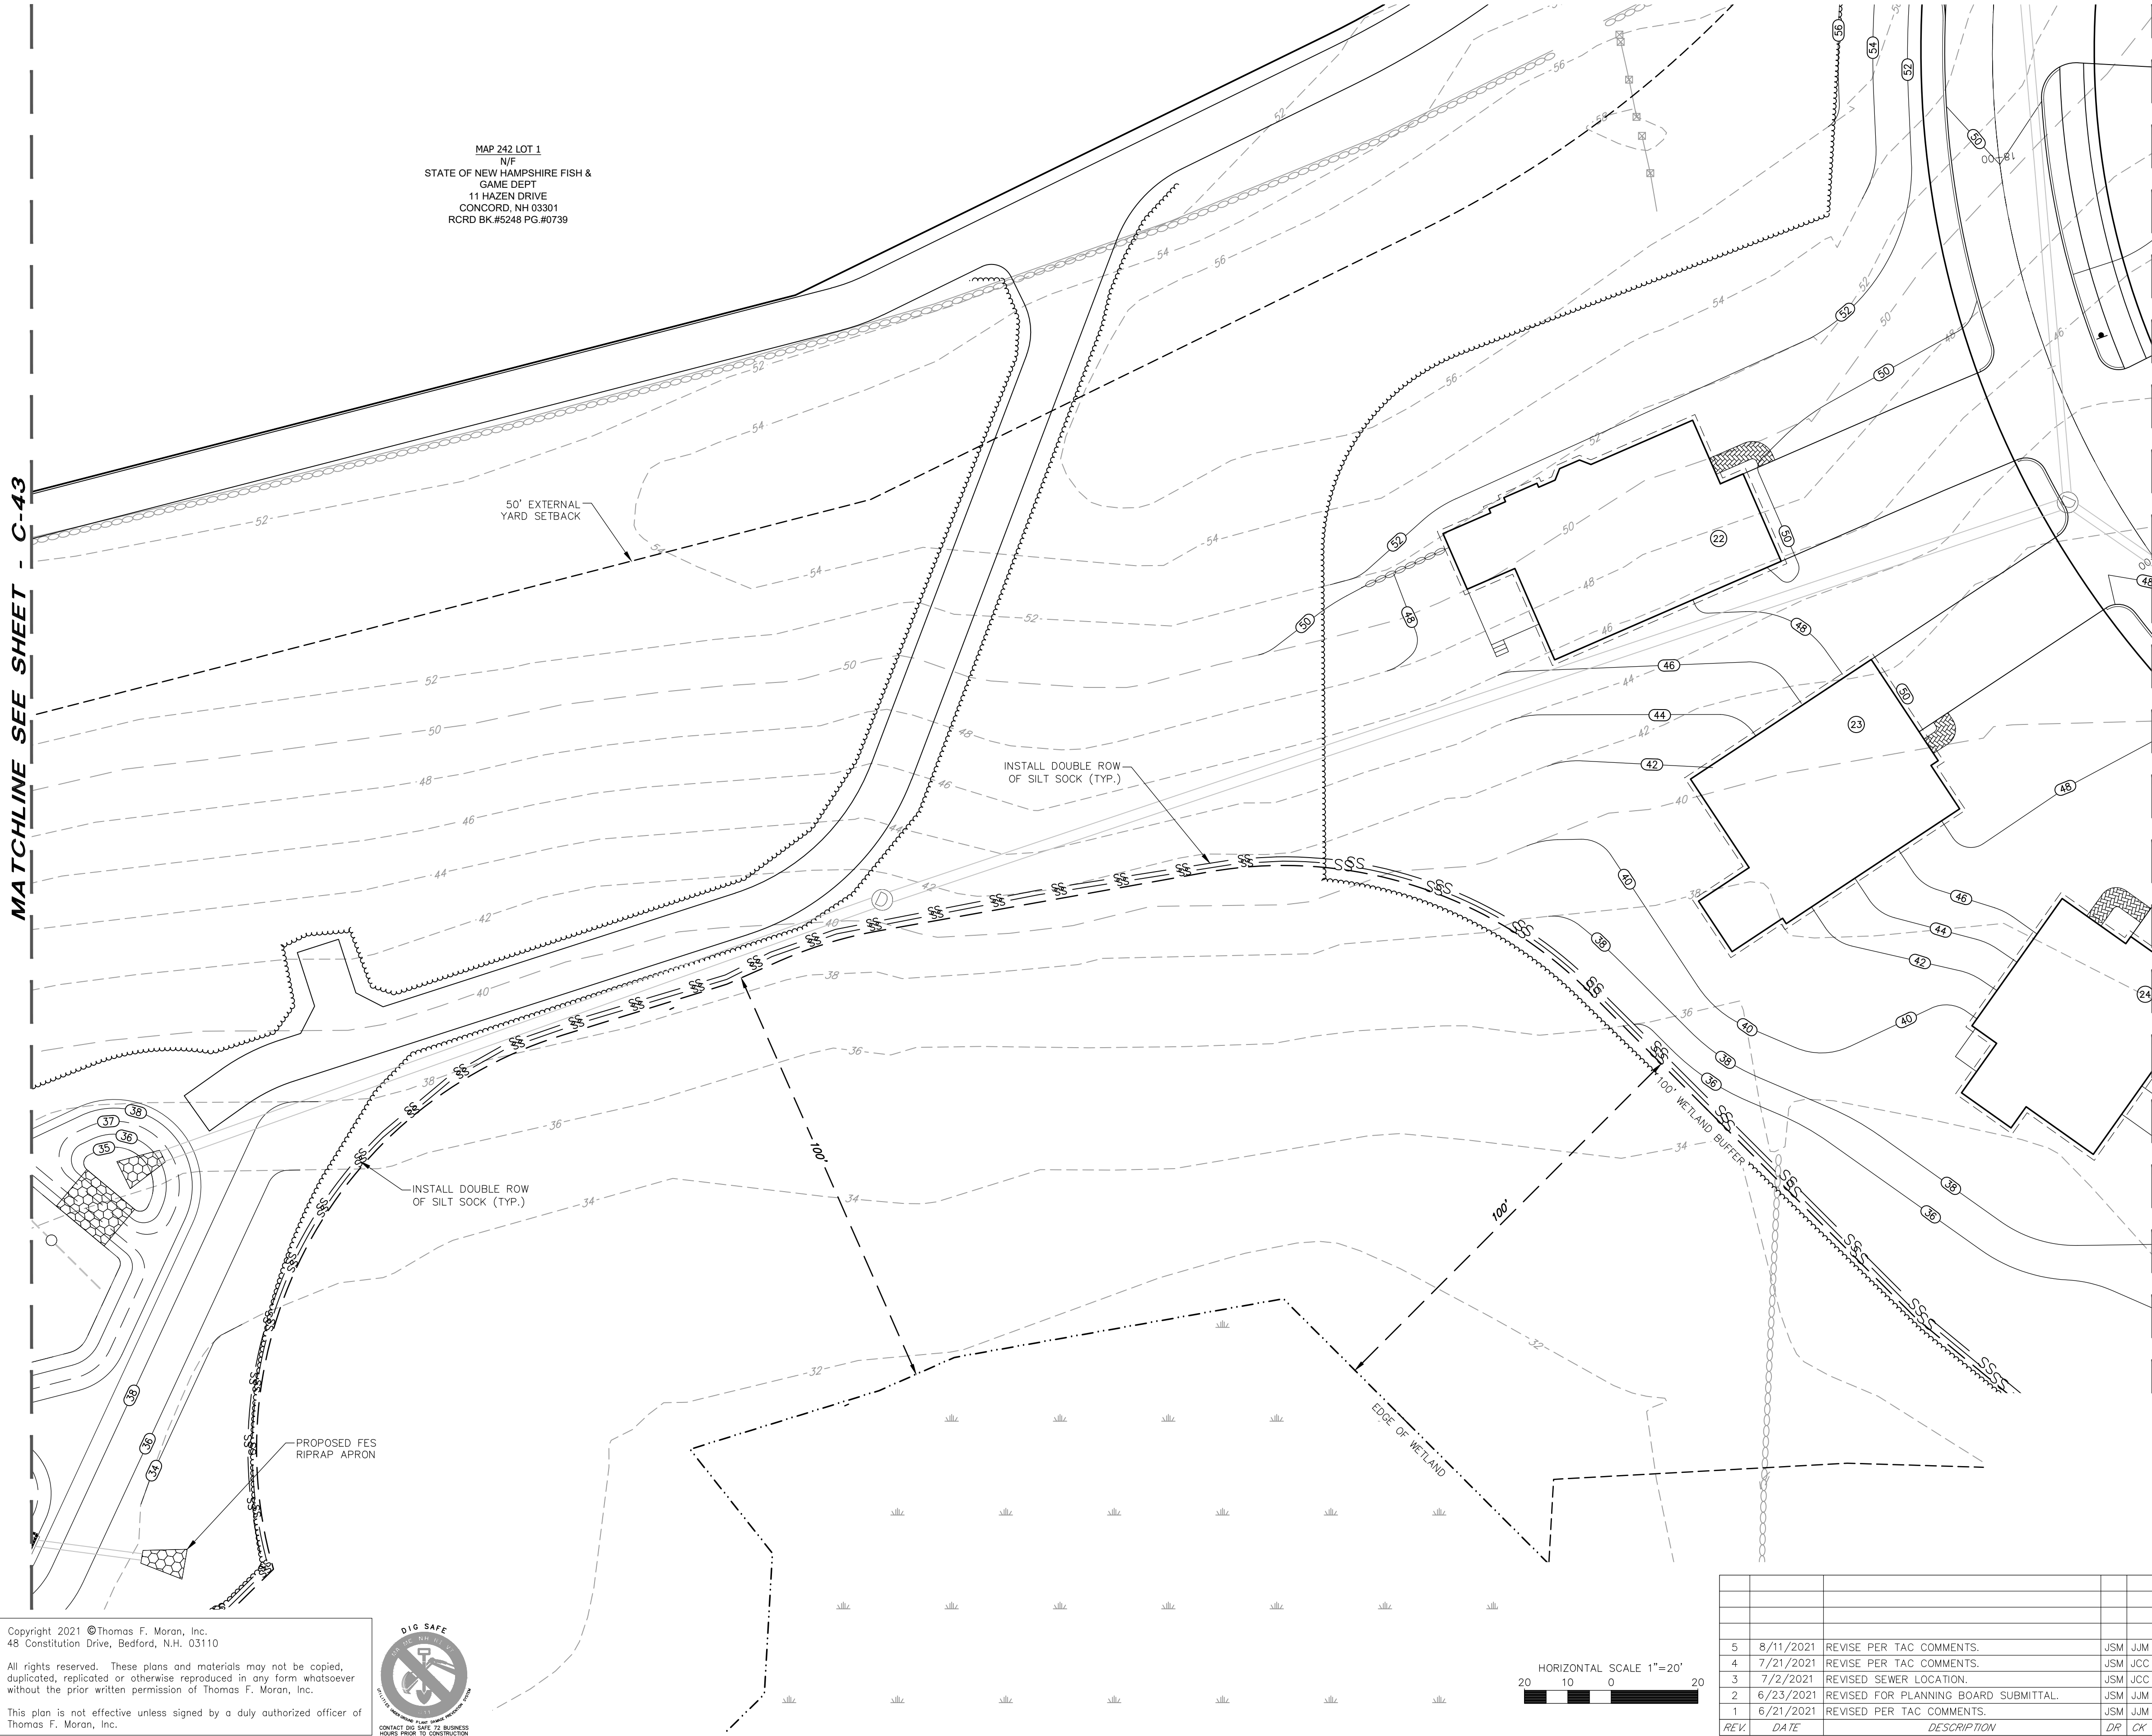 MAP 242 LOT 1
N/F
STATE OF NEW HAMPSHIRE FISH &
GAME DEPT
11 HAZEN DRIVE
CONCORD, NH 03301
RCRD BK.#5248 PG.#0739
MATCHLINE SEE SHEET - C-43
50' EXTERNAL
YARD SETBACK
INSTALL DOUBLE ROW
OF SILT SOCK (TYP.)
INSTALL DOUBLE ROW
OF SILT SOCK (TYP.)
100'
100'
100' WETLAND BUFFER
EDGE OF WETLAND
PROPOSED FES
RIPRAP APRON
22
23
24
18+00
D
Copyright 2021 ©Thomas F. Moran, Inc.
48 Constitution Drive, Bedford, N.H. 03110
All rights reserved. These plans and materials may not be copied,
duplicated, replicated or otherwise reproduced in any form whatsoever
without the prior written permission of Thomas F. Moran, Inc.
This plan is not effective unless signed by a duly authorized officer of
Thomas F. Moran, Inc.
DIG SAFE
CONTACT DIG SAFE 72 BUSINESS
HOURS PRIOR TO CONSTRUCTION
HORIZONTAL SCALE 1"=20'
20 10 0 20
5 8/11/2021 REVISE PER TAC COMMENTS. JSM JJM
4 7/21/2021 REVISE PER TAC COMMENTS. JSM JCC
3 7/2/2021 REVISED SEWER LOCATION. JSM JCC
2 6/23/2021 REVISED FOR PLANNING BOARD SUBMITTAL. JSM JJM
1 6/21/2021 REVISED PER TAC COMMENTS. JSM JJM
REV. DATE DESCRIPTION DR CK